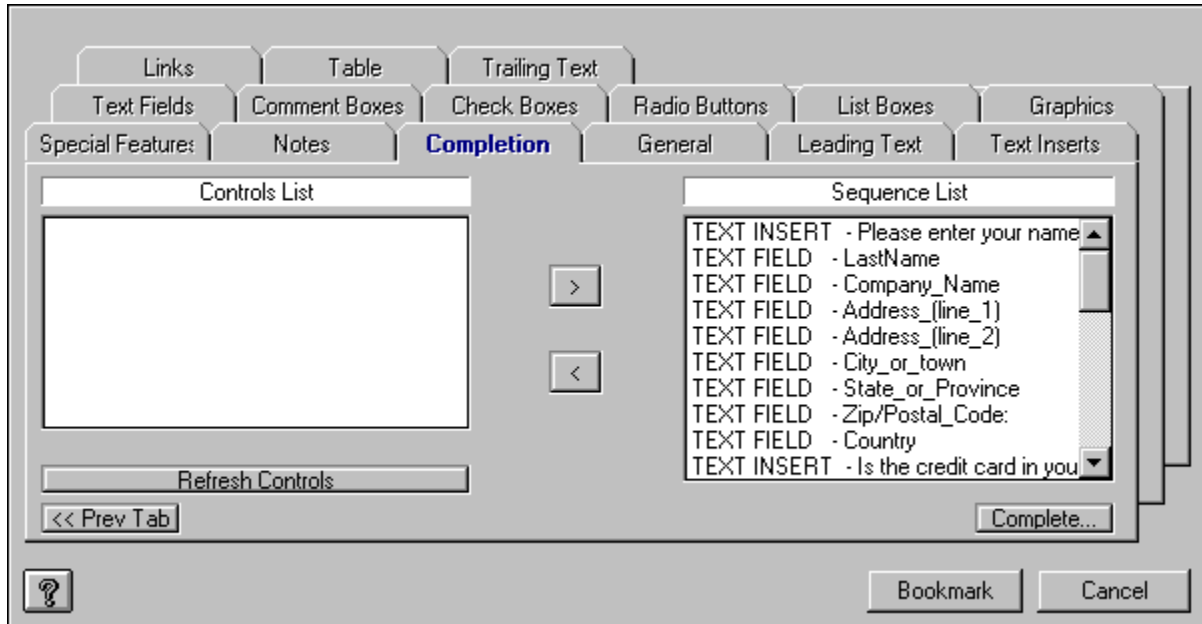 Links Table Trailing Text
Text Fields Comment Boxes Check Boxes Radio Buttons List Boxes Graphics
Special Features Notes Completion General Leading Text Text Inserts
Controls List
Sequence List
TEXT INSERT - Please enter your name
TEXT FIELD - LastName
TEXT FIELD - Company_Name
TEXT FIELD - Address_(line_1)
TEXT FIELD - Address_(line_2)
TEXT FIELD - City_or_town
TEXT FIELD - State_or_Province
TEXT FIELD - Zip/Postal_Code:
TEXT FIELD - Country
TEXT INSERT - Is the credit card in you
>
<
Refresh Controls
<< Prev Tab
Complete...
?
Bookmark
Cancel